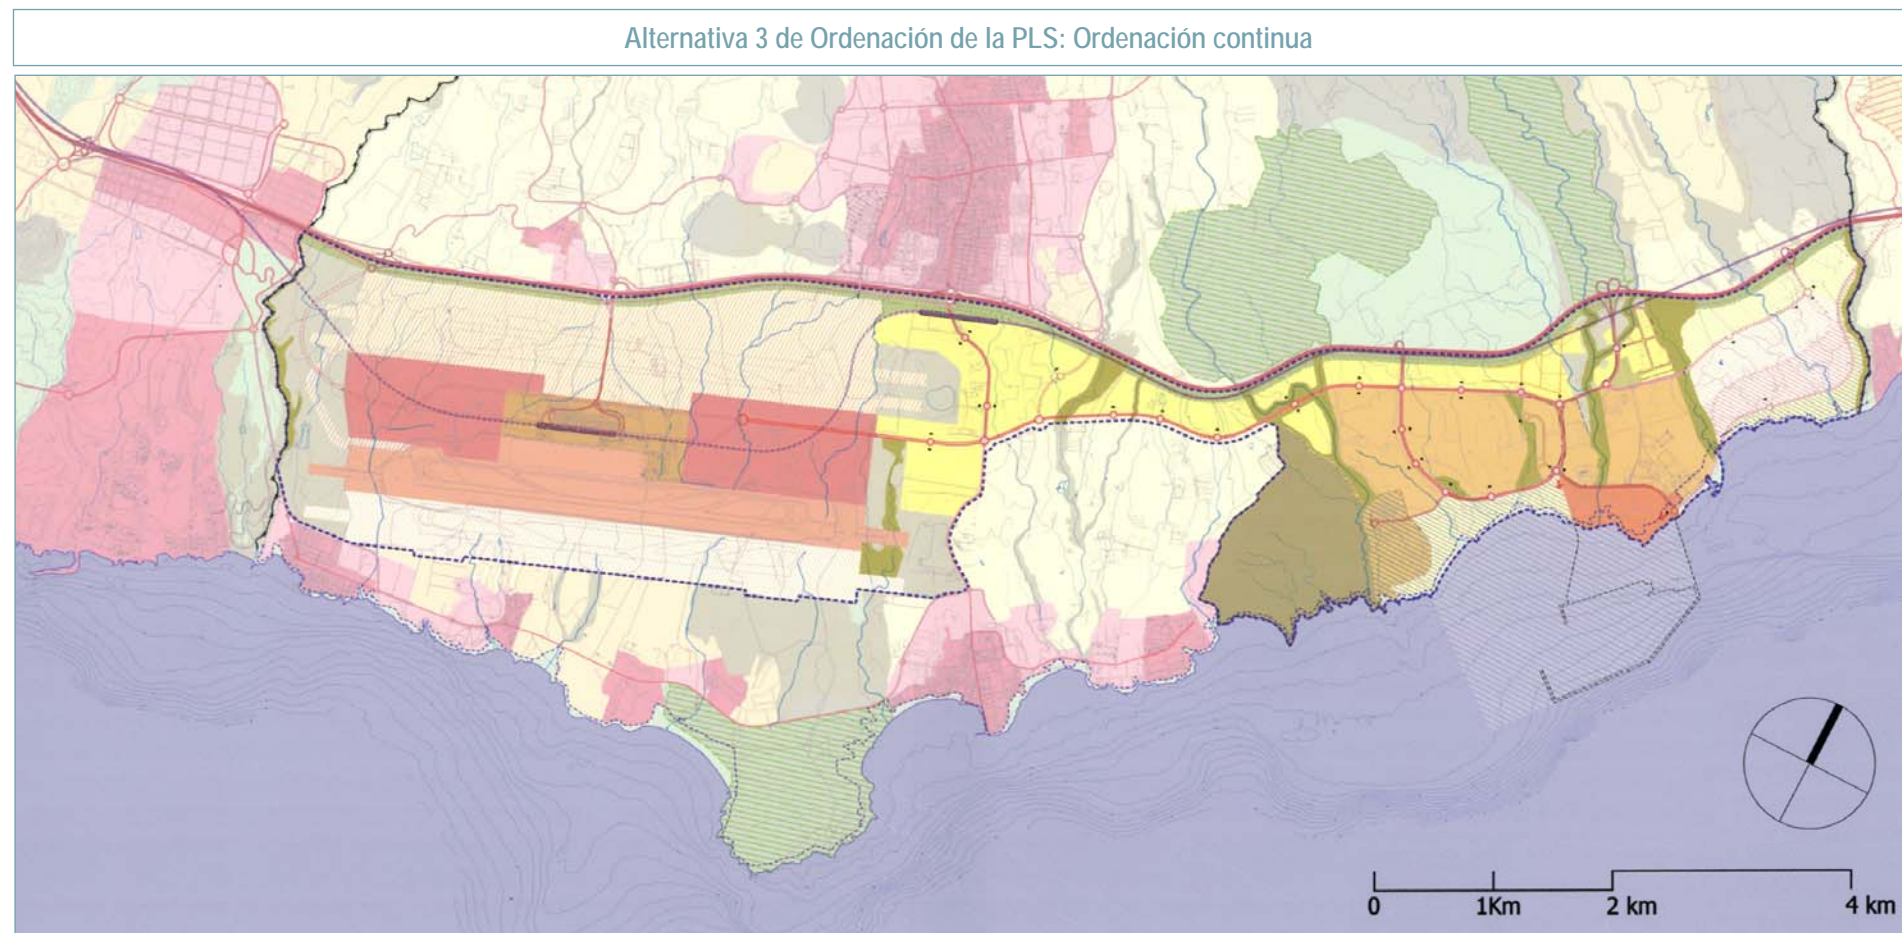 Alternativa 3 de Ordenación de la PLS: Ordenación continua
0 1Km 2 km 4 km